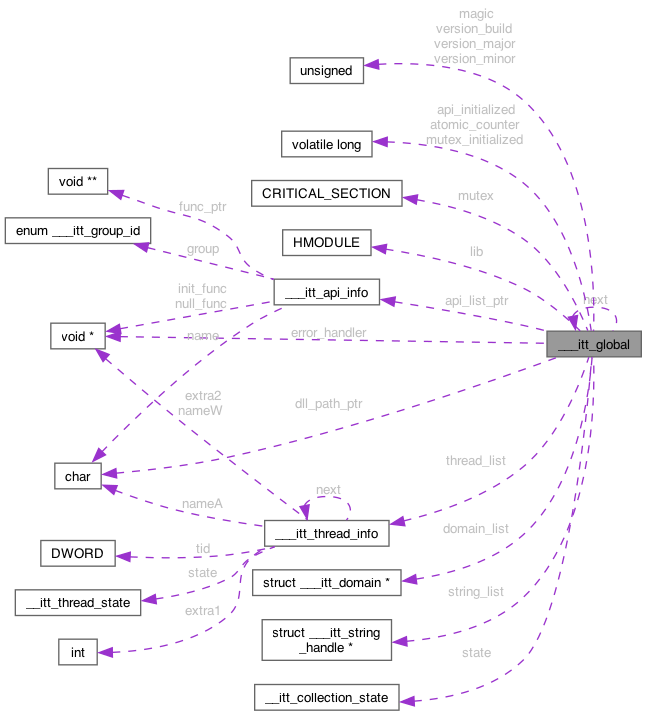 magic
version_build
version_major
version_minor
unsigned
api_initialized
atomic_counter
mutex_initialized
volatile long
void **
CRITICAL_SECTION
mutex
func_ptr
enum ___itt_group_id
group
HMODULE
lib
___itt_api_info
init_func
null_func
api_list_ptr
next
void *
name
error_handler
___itt_global
extra2
nameW
dll_path_ptr
char
thread_list
next
nameA
___itt_thread_info
domain_list
DWORD
tid
state
struct ___itt_domain *
string_list
__itt_thread_state
extra1
struct ___itt_string
_handle *
int
state
__itt_collection_state